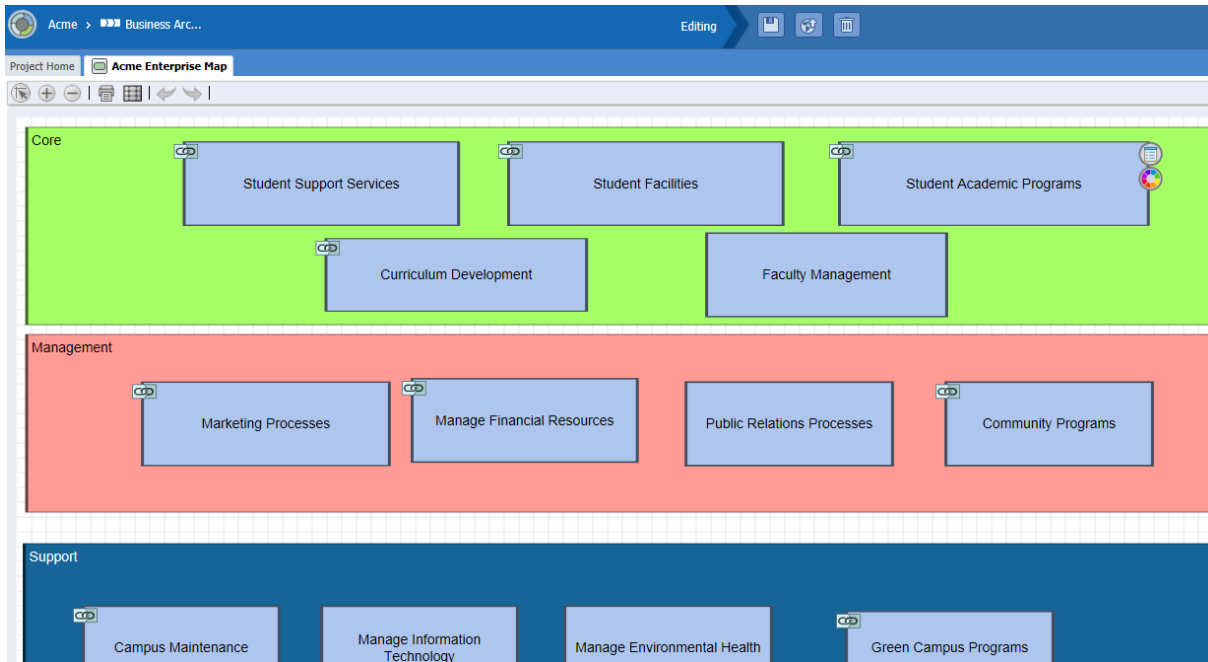 Acme > Business Arc...
Editing
Project Home
Acme Enterprise Map
Core
Student Support Services
Student Facilities
Student Academic Programs
Curriculum Development
Faculty Management
Management
Marketing Processes
Manage Financial Resources
Public Relations Processes
Community Programs
Support
Campus Maintenance
Manage Information
Technology
Manage Environmental Health
Green Campus Programs